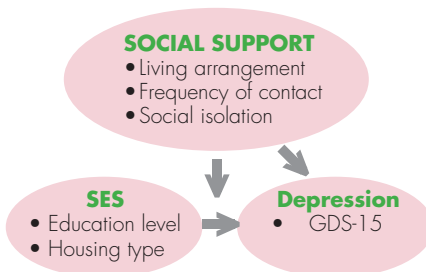 SOCIAL SUPPORT
• Living arrangement
• Frequency of contact
• Social isolation
SES
• Education level
• Housing type
Depression
• GDS-15